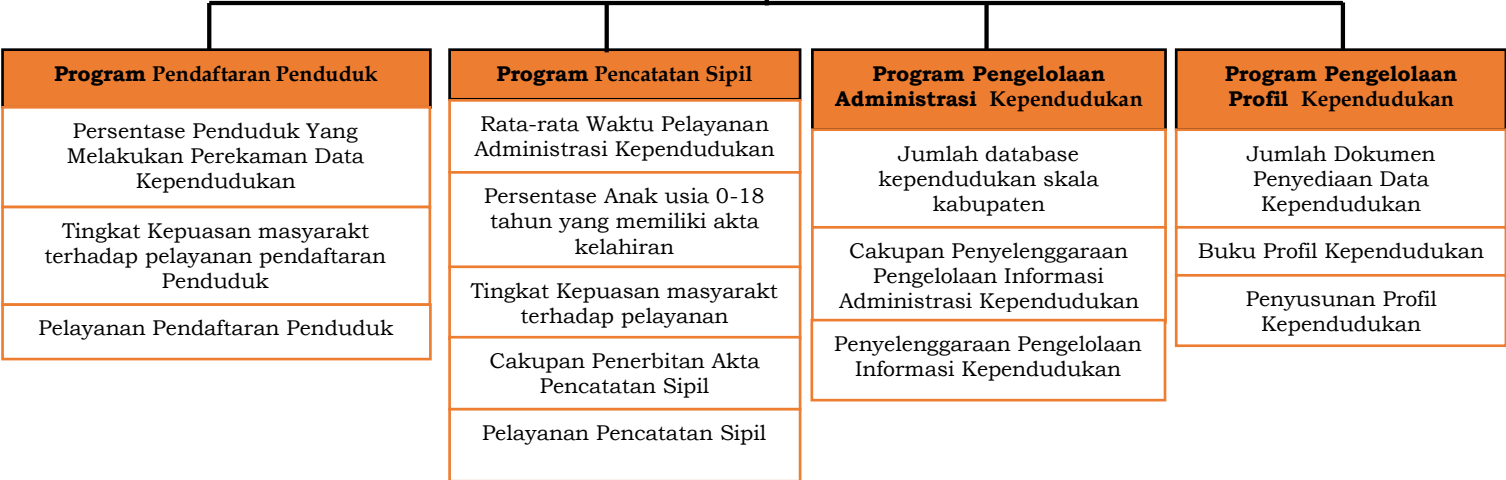 Program Pendaftaran Penduduk
Persentase Penduduk Yang
Melakukan Perekaman Data
Kependudukan
Tingkat Kepuasan masyarakt
terhadap pelayanan pendaftaran
Penduduk
Pelayanan Pendaftaran Penduduk
Program Pencatatan Sipil
Rata-rata Waktu Pelayanan
Administrasi Kependudukan
Persentase Anak usia 0-18
tahun yang memiliki akta
kelahiran
Tingkat Kepuasan masyarakt
terhadap pelayanan
Cakupan Penerbitan Akta
Pencatatan Sipil
Pelayanan Pencatatan Sipil
Program Pengelolaan
Administrasi Kependudukan
Jumlah database
kependudukan skala
kabupaten
Cakupan Penyelenggaraan
Pengelolaan Informasi
Administrasi Kependudukan
Penyelenggaraan Pengelolaan
Informasi Kependudukan
Program Pengelolaan
Profil Kependudukan
Jumlah Dokumen
Penyediaan Data
Kependudukan
Buku Profil Kependudukan
Penyusunan Profil
Kependudukan